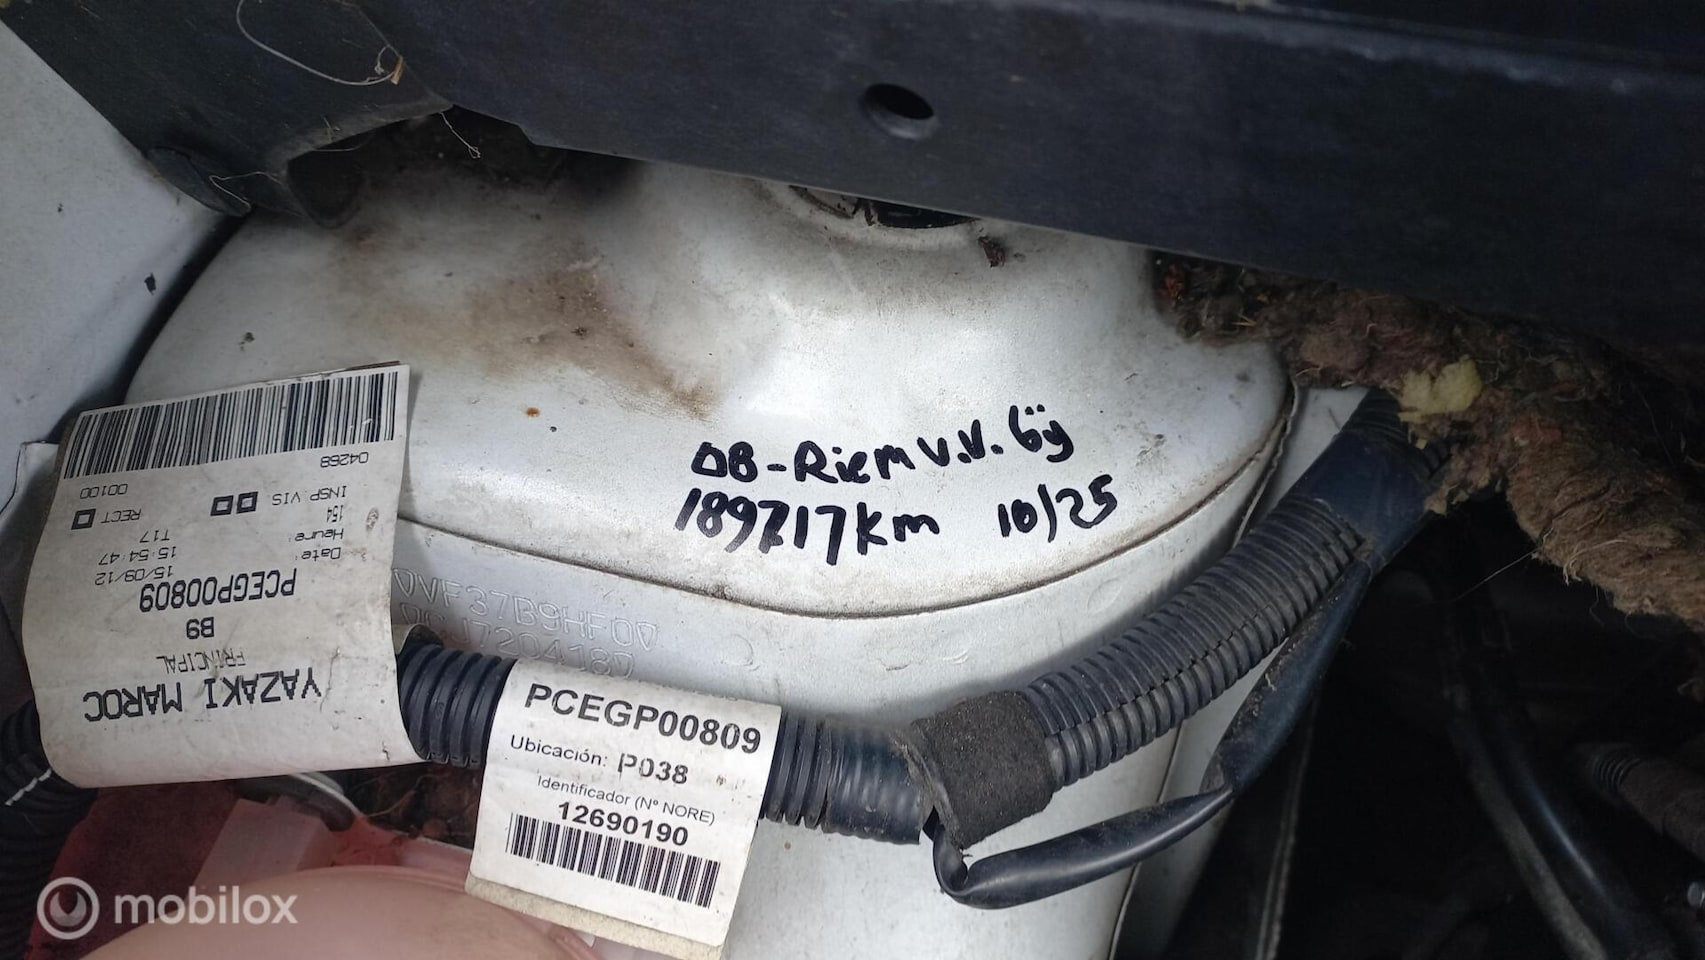 DB-Riem v.v. bij
189717km 10/25
YAZAKI MAROC
PRINCIPAL
B9
PCEGP00809
Date: 15/09/12
Heure: 15:54:47
154 T17
INSP VIS RECT
04268 00100
PCEGP00809
Ubicación: P038
Identificador (Nº NORE)
12690190
mobilox